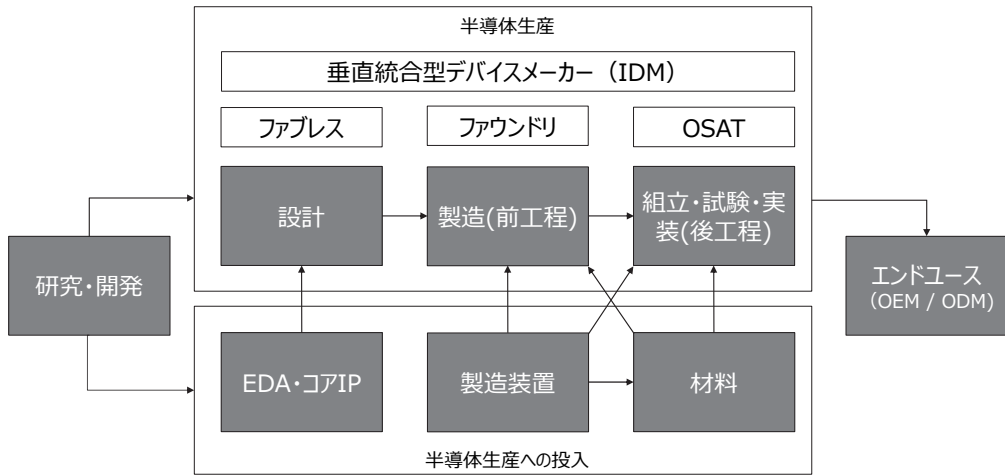 半導体生産
垂直統合型デバイスメーカー（IDM）
ファブレス
ファウンドリ
OSAT
設計
製造(前工程)
組立・試験・実
装(後工程)
研究・開発
エンドユース
（OEM / ODM)
EDA・コアIP
製造装置
材料
半導体生産への投入